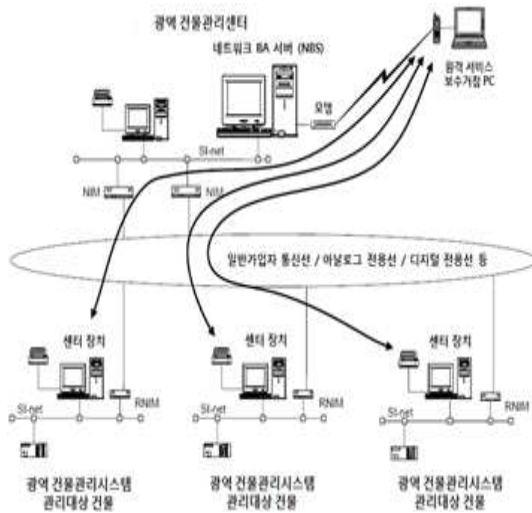 광역 건물관리센터
네트워크 BA 서버 (NBS)
원격 서비스
보수거점 PC
모뎀
SI-net
NIM
NIM
일반가입자 통신선 / 아날로그 전용선 / 디지털 전용선 등
센터 장치
센터 장치
센터 장치
RNIM
RNIM
RNIM
SI-net
SI-net
SI-net
광역 건물관리시스템
관리대상 건물
광역 건물관리시스템
관리대상 건물
광역 건물관리시스템
관리대상 건물